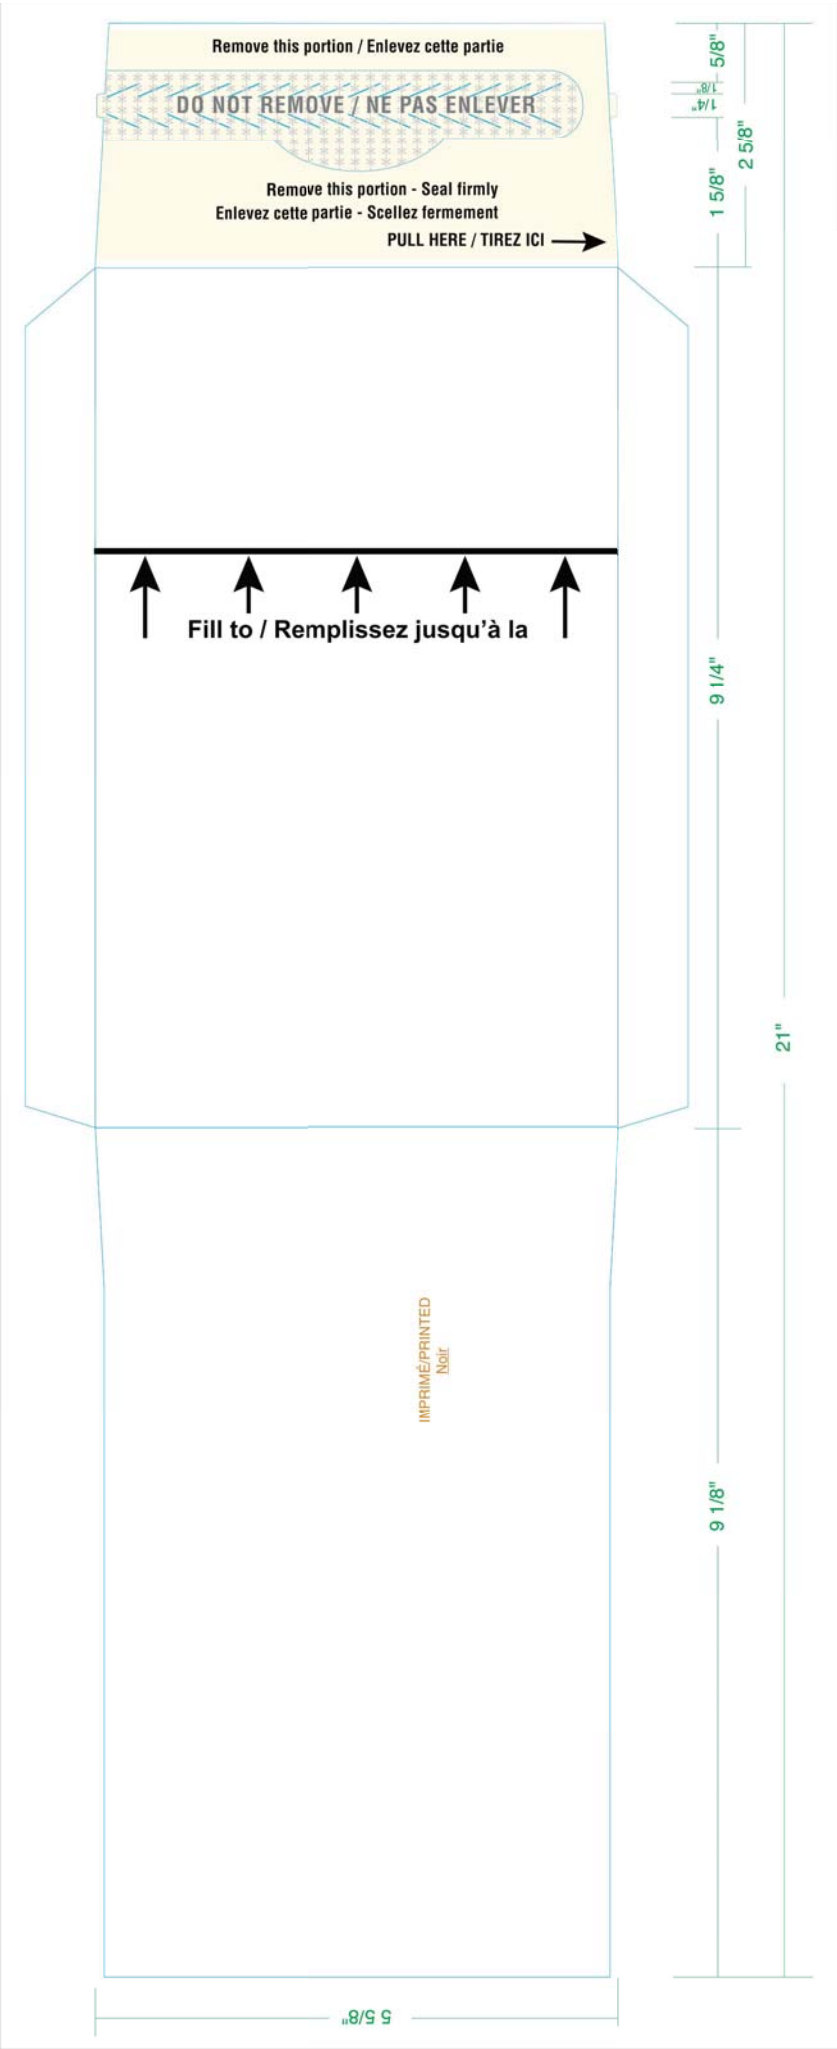 Remove this portion / Enlevez cette partie
DO NOT REMOVE / NE PAS ENLEVER
Remove this portion - Seal firmly
Enlevez cette partie - Scellez fermement
PULL HERE / TIREZ ICI
5/8"
1/8"
1/4"
2 5/8"
1 5/8"
Fill to / Remplissez jusqu'à la
9 1/4"
21"
IMPRIMÉ/PRINTED
Noir
9 1/8"
5 5/8"